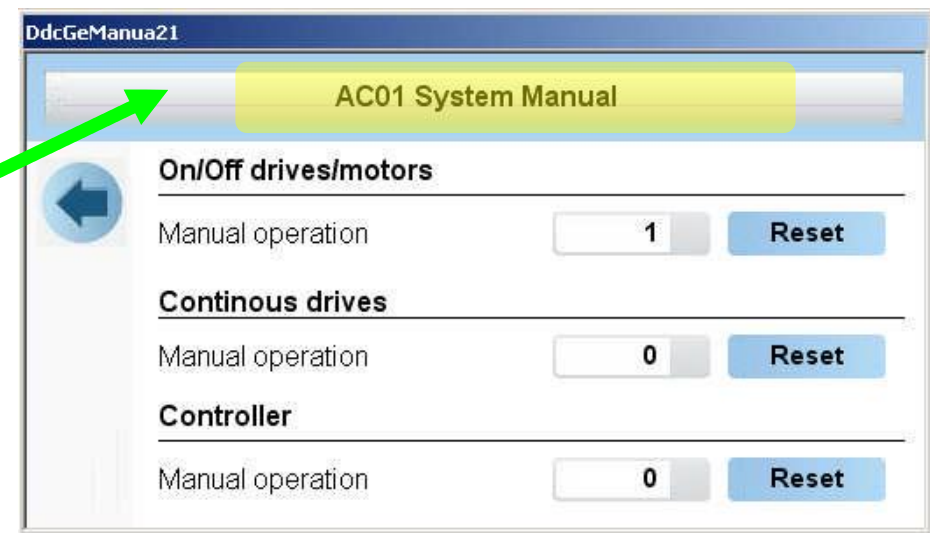 DdcGeManua21
AC01 System Manual
On/Off drives/motors
Manual operation 1 Reset
Continous drives
Manual operation 0 Reset
Controller
Manual operation 0 Reset